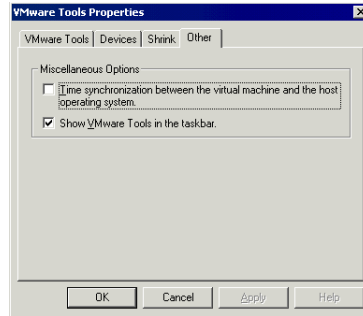 VMware Tools Properties
VMware Tools Devices Shrink Other
Miscellaneous Options
Time synchronization between the virtual machine and the host
operating system.
Show VMware Tools in the taskbar.
OK Cancel Apply Help